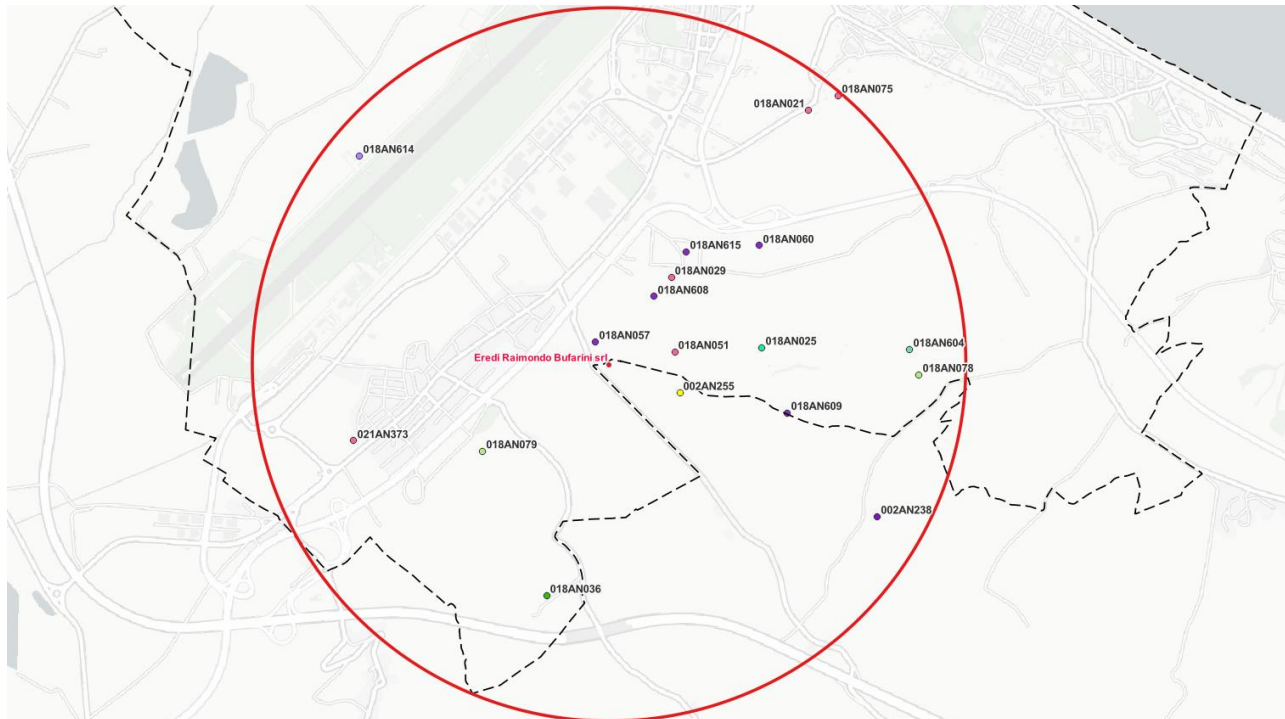 018AN075
018AN021
018AN614
018AN615
018AN060
018AN029
018AN608
018AN057
018AN051
018AN025
018AN604
Eredi Raimondo Bufarini srl
018AN078
002AN255
018AN609
021AN373
018AN079
002AN238
018AN036